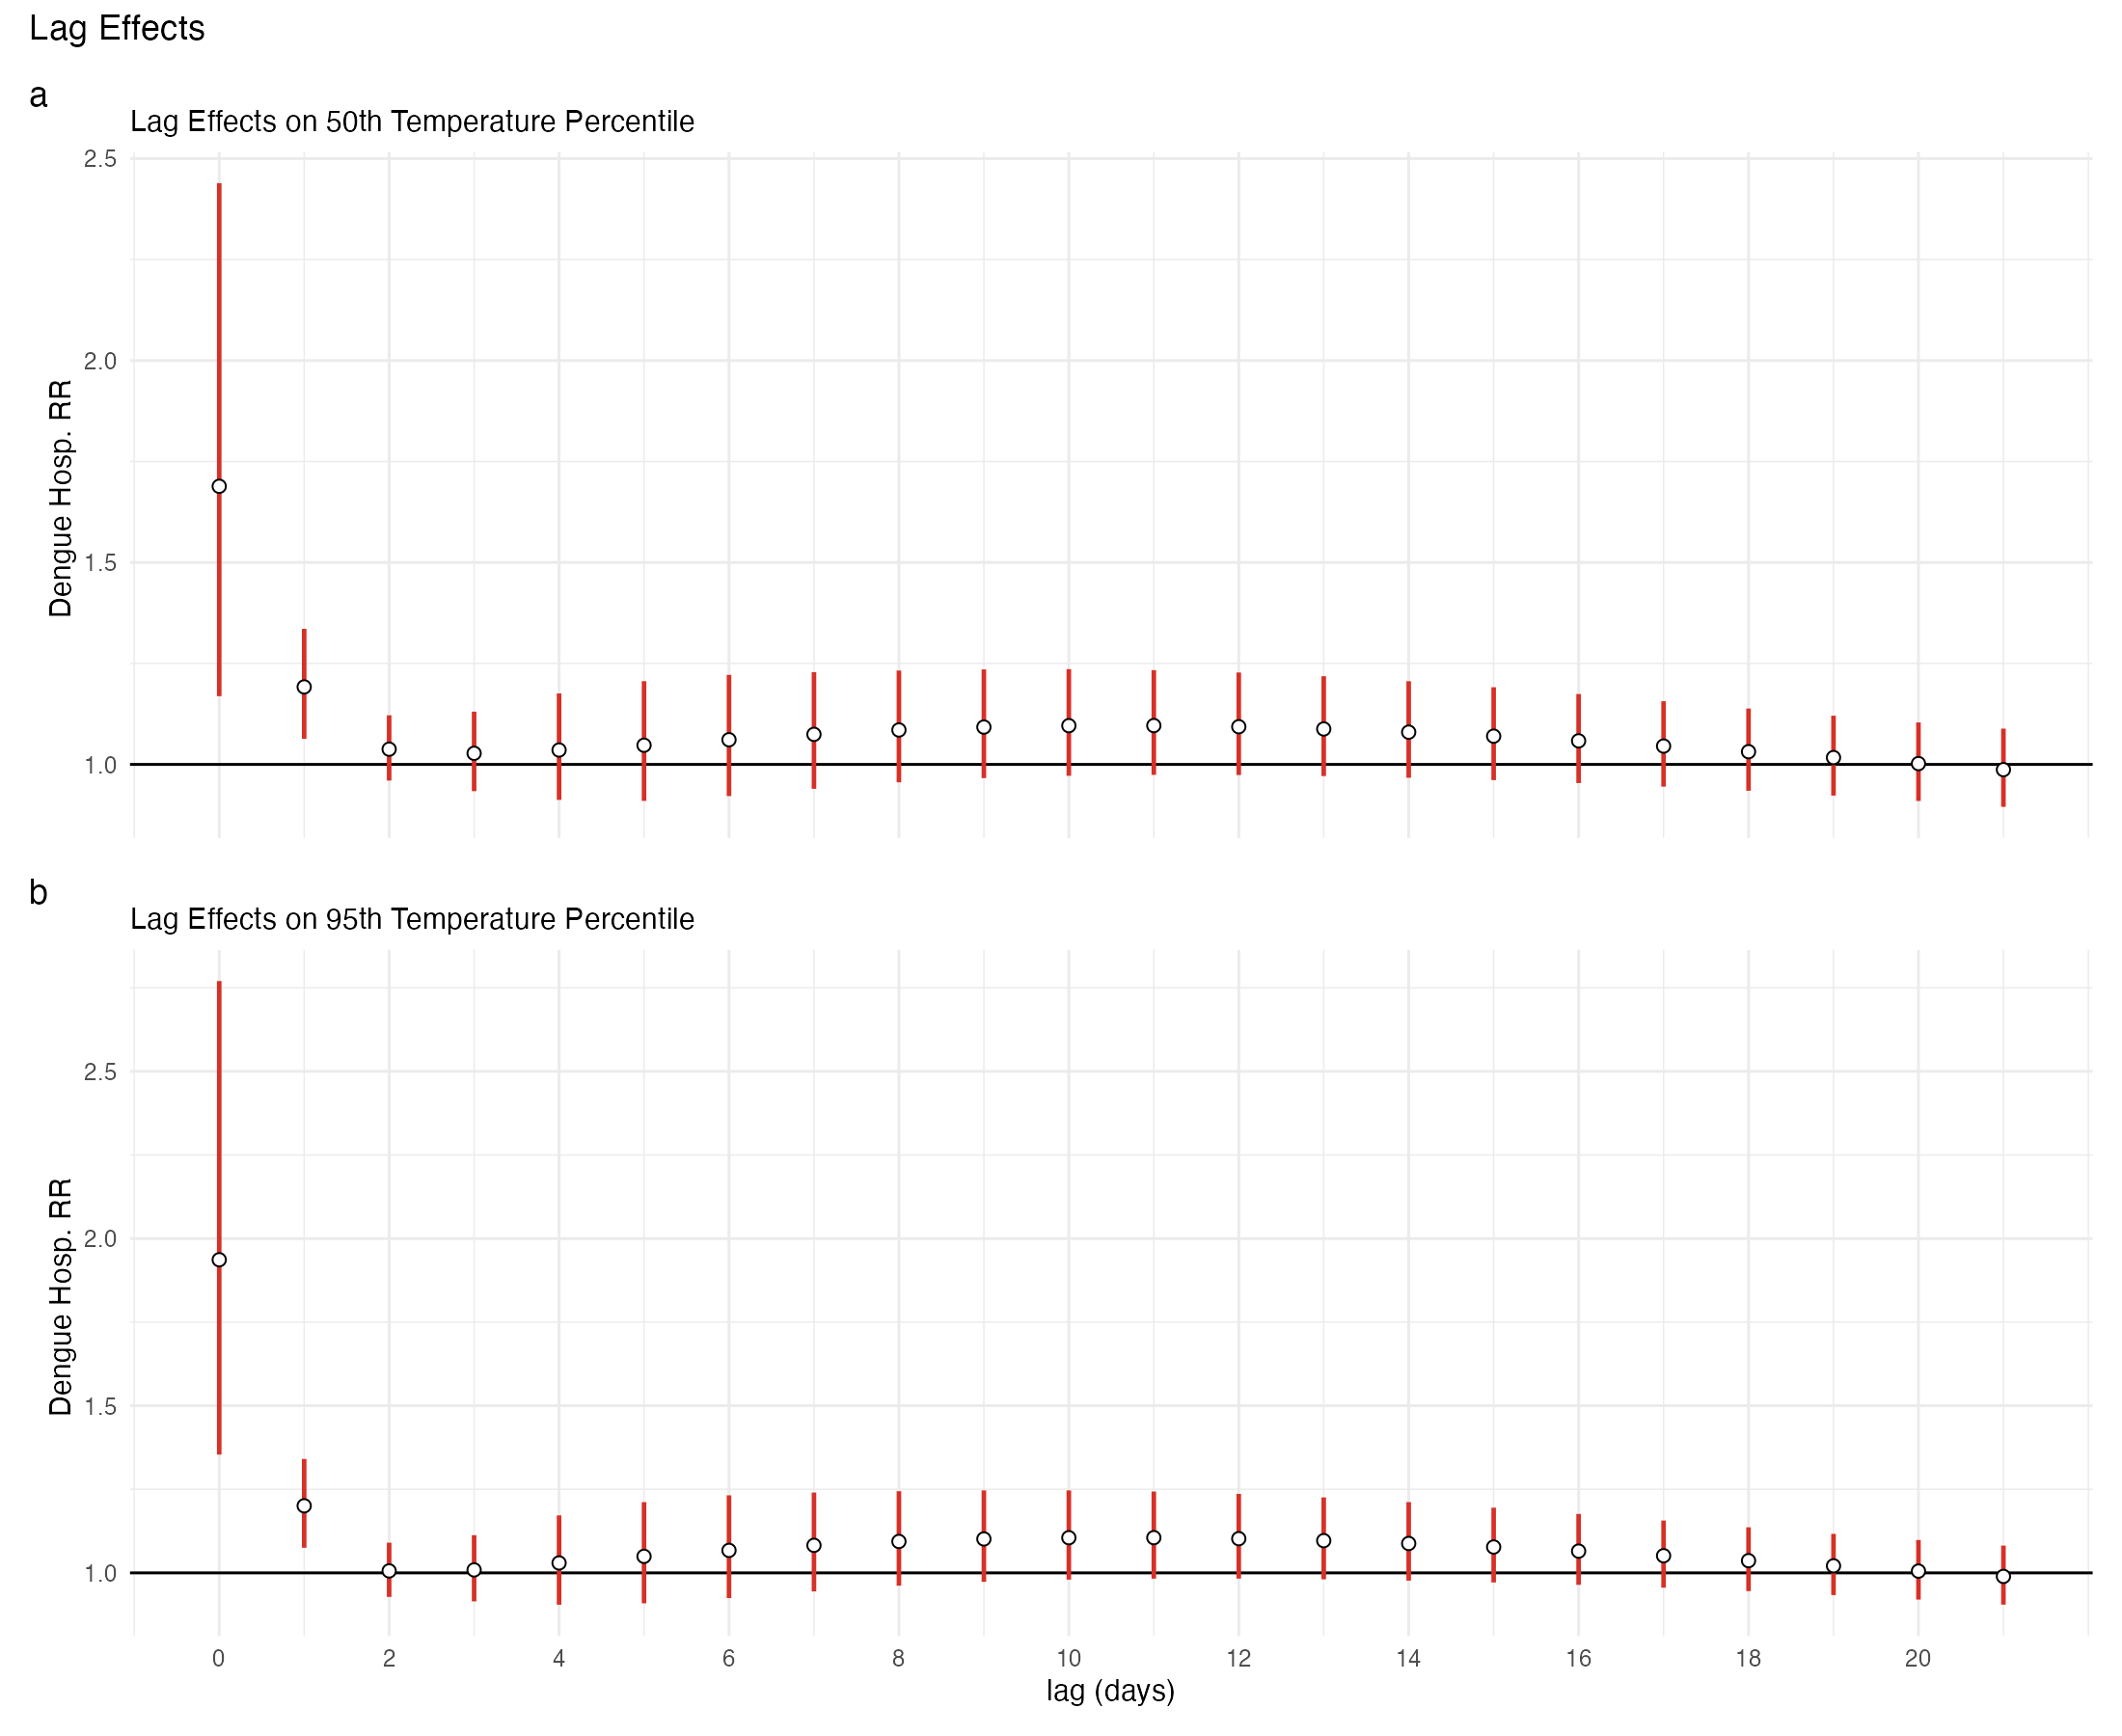 Lag Effects
a
Lag Effects on 50th Temperature Percentile
2.5
2.0
1.5
1.0
Dengue Hosp. RR
b
Lag Effects on 95th Temperature Percentile
2.5
2.0
1.5
1.0
Dengue Hosp. RR
0 2 4 6 8 10 12 14 16 18 20
lag (days)